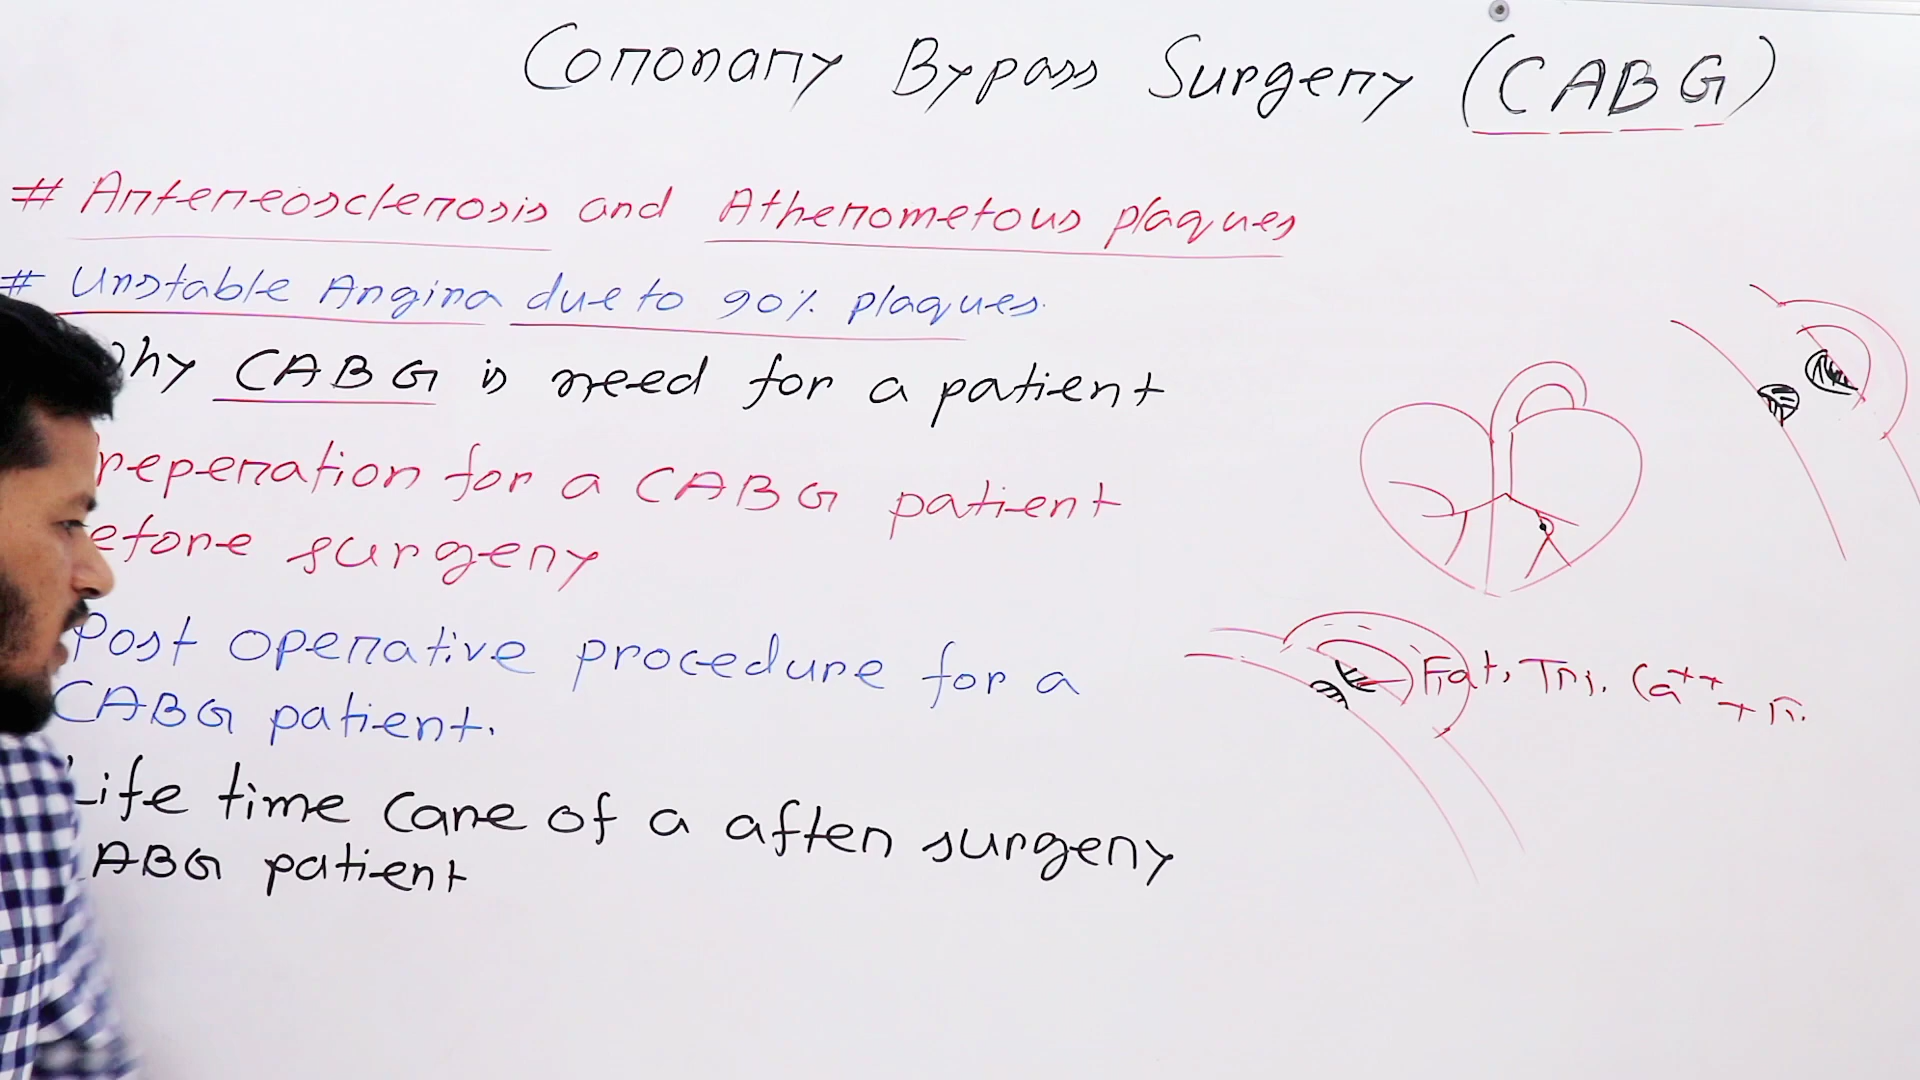 Coronary Bypass Surgery (CABG)
# Artereosclerosis and Atherometous plaques
# Unstable Angina due to 90% plaques.
hy CABG is need for a patient
reperation for a CABG patient
efore surgery
Post operative procedure for a
CABG patient.
Life time care of a after surgery
ABG patient
Fat, Tri. Ca++